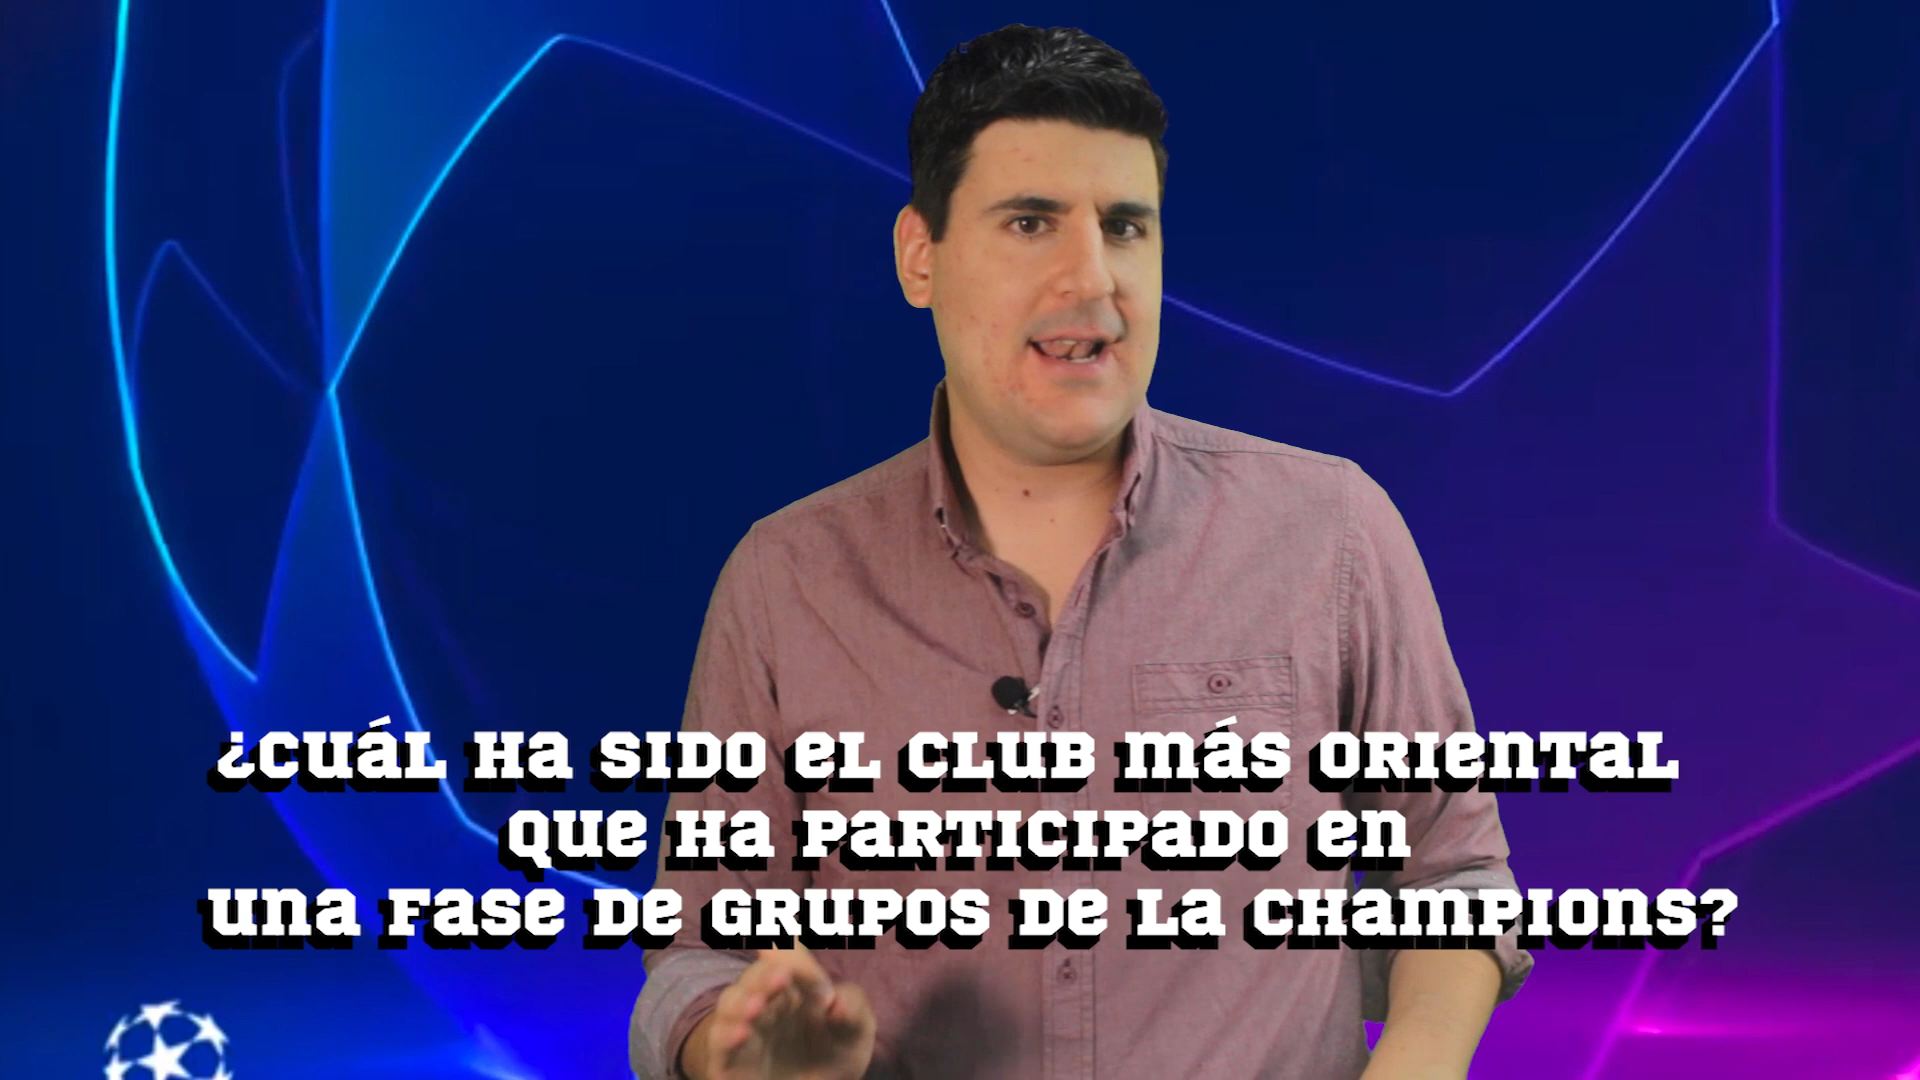 ¿Cuál ha sido el club más oriental
que ha participado en
una fase de grupos de la Champions?